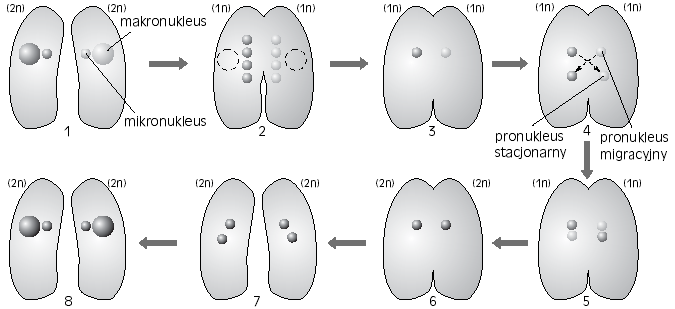 (2n) (2n) (1n) (1n) (1n) (1n) (1n) (1n)
makronukleus
mikronukleus
1 2 3 4
pronukleus
stacjonarny
pronukleus
migracyjny
(2n) (2n) (2n) (2n) (2n) (2n) (1n) (1n)
8 7 6 5